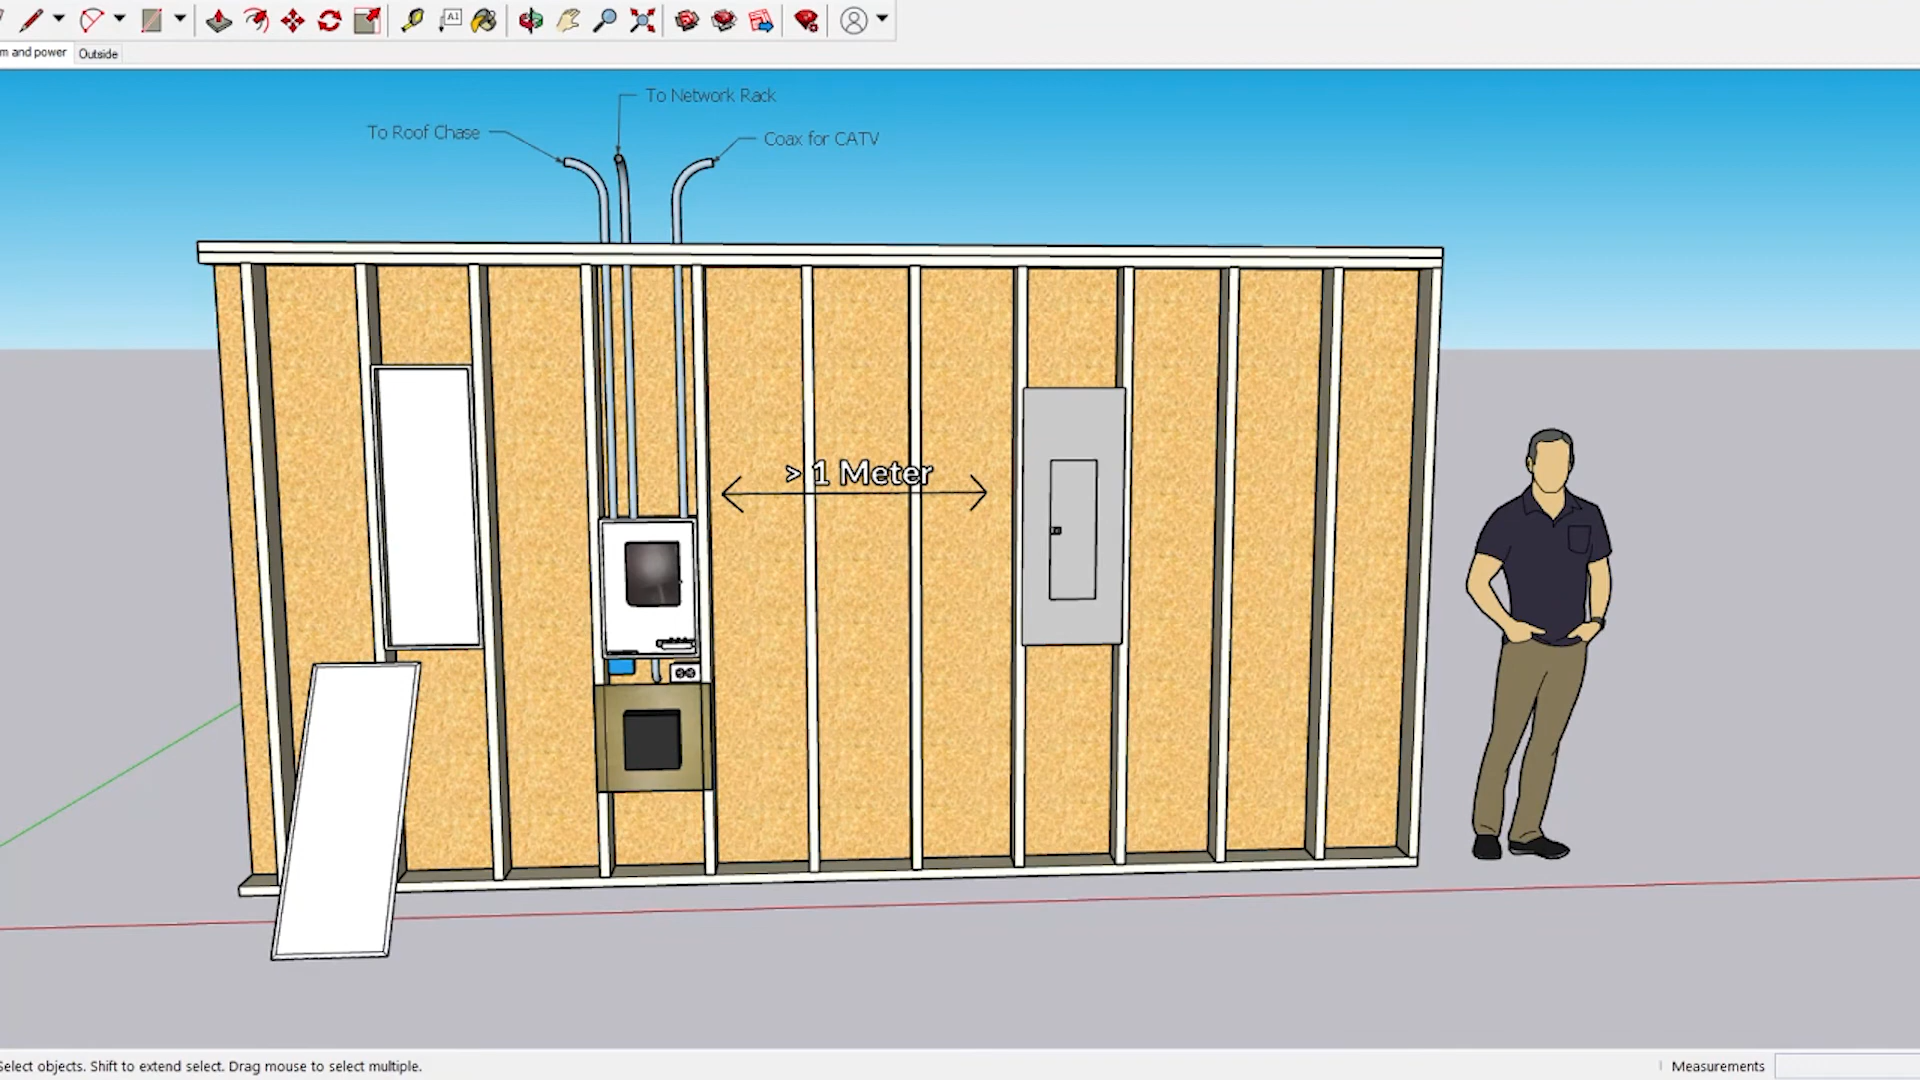 A1
m and power
Outside
To Network Rack
To Roof Chase
Coax for CATV
> 1 Meter
Select objects. Shift to extend select. Drag mouse to select multiple.
Measurements